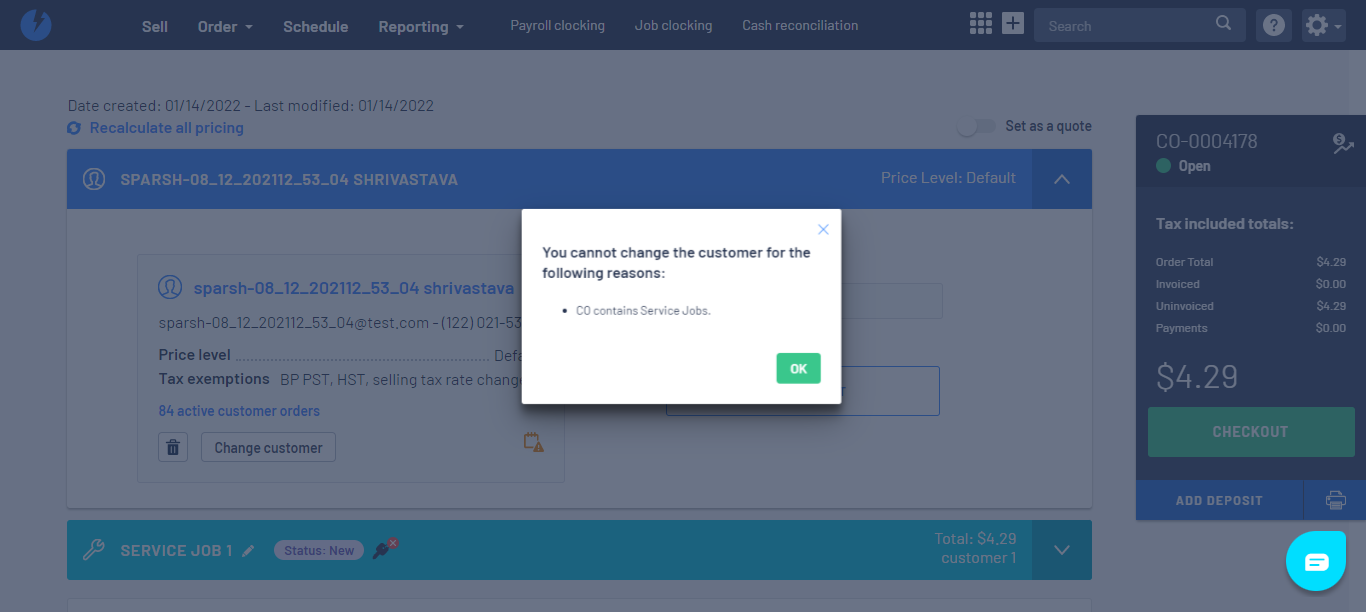 Sell
Order
Schedule
Reporting
Payroll clocking
Job clocking
Cash reconciliation
Search
Date created: 01/14/2022 - Last modified: 01/14/2022
Recalculate all pricing
Set as a quote
SPARSH-08_12_202112_53_04 SHRIVASTAVA
Price Level: Default
sparsh-08_12_202112_53_04 shrivastava
sparsh-08_12_202112_53_04@test.com - (122) 021-53
Price level
Tax exemptions BP PST, HST, selling tax rate
84 active customer orders
Change customer
You cannot change the customer for the
following reasons:
• CO contains Service Jobs.
OK
SERVICE JOB 1
Status: New
Total: $4.29
customer 1
CO-0004178
Open
Tax included totals:
Order Total $4.29
Invoiced $0.00
Uninvoiced $4.29
Payments $0.00
$4.29
CHECKOUT
ADD DEPOSIT